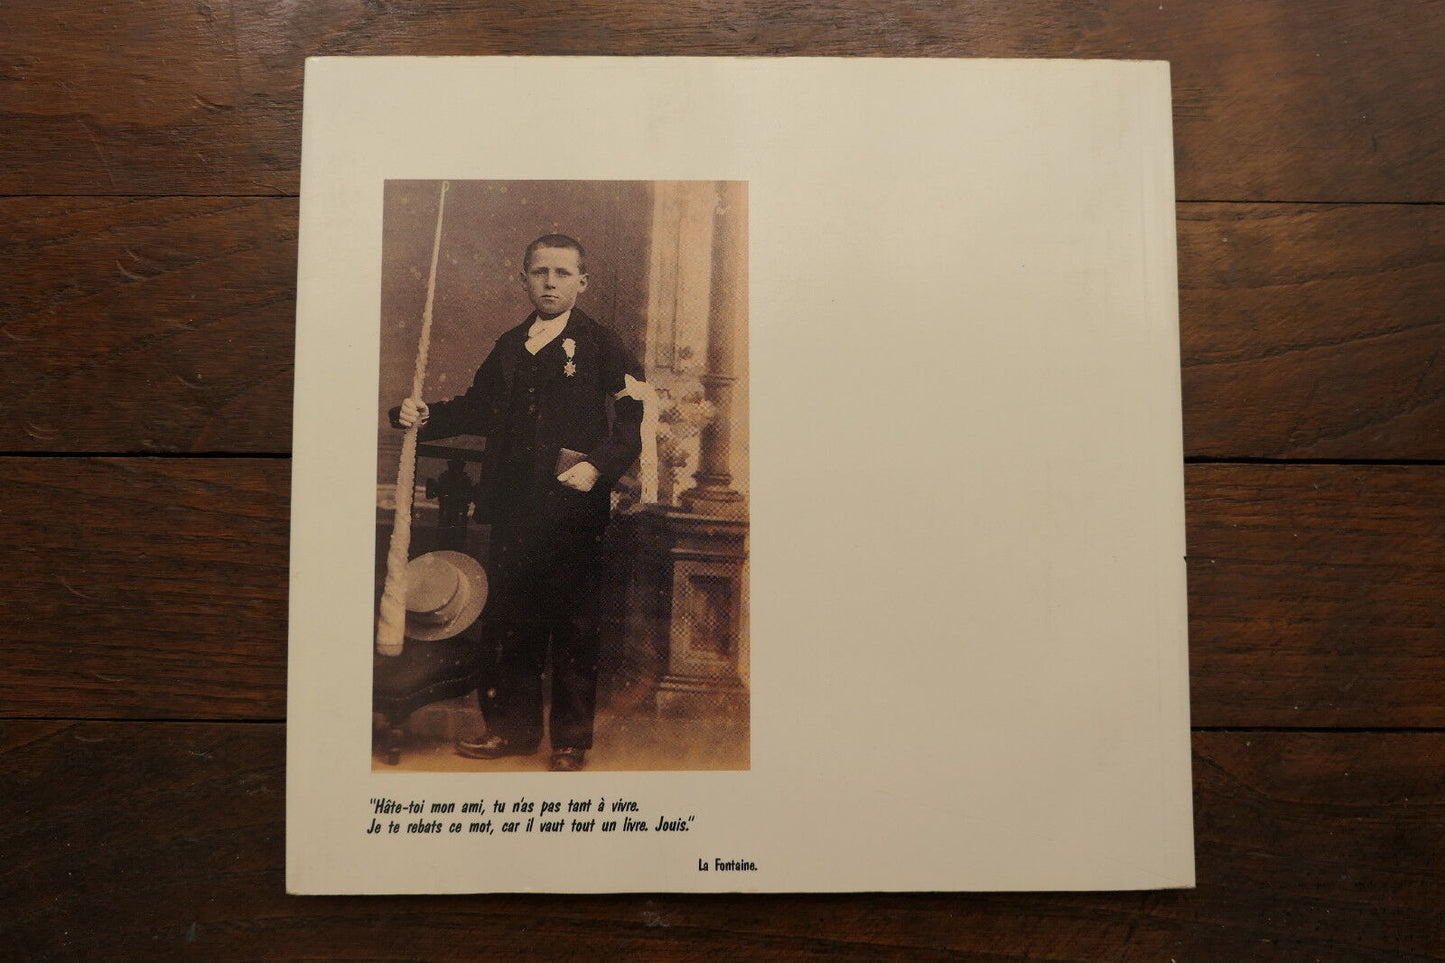 "Hâte-toi mon ami, tu n'as pas tant à vivre.
Je te rebats ce mot, car il vaut tout un livre. Jouis."
La Fontaine.